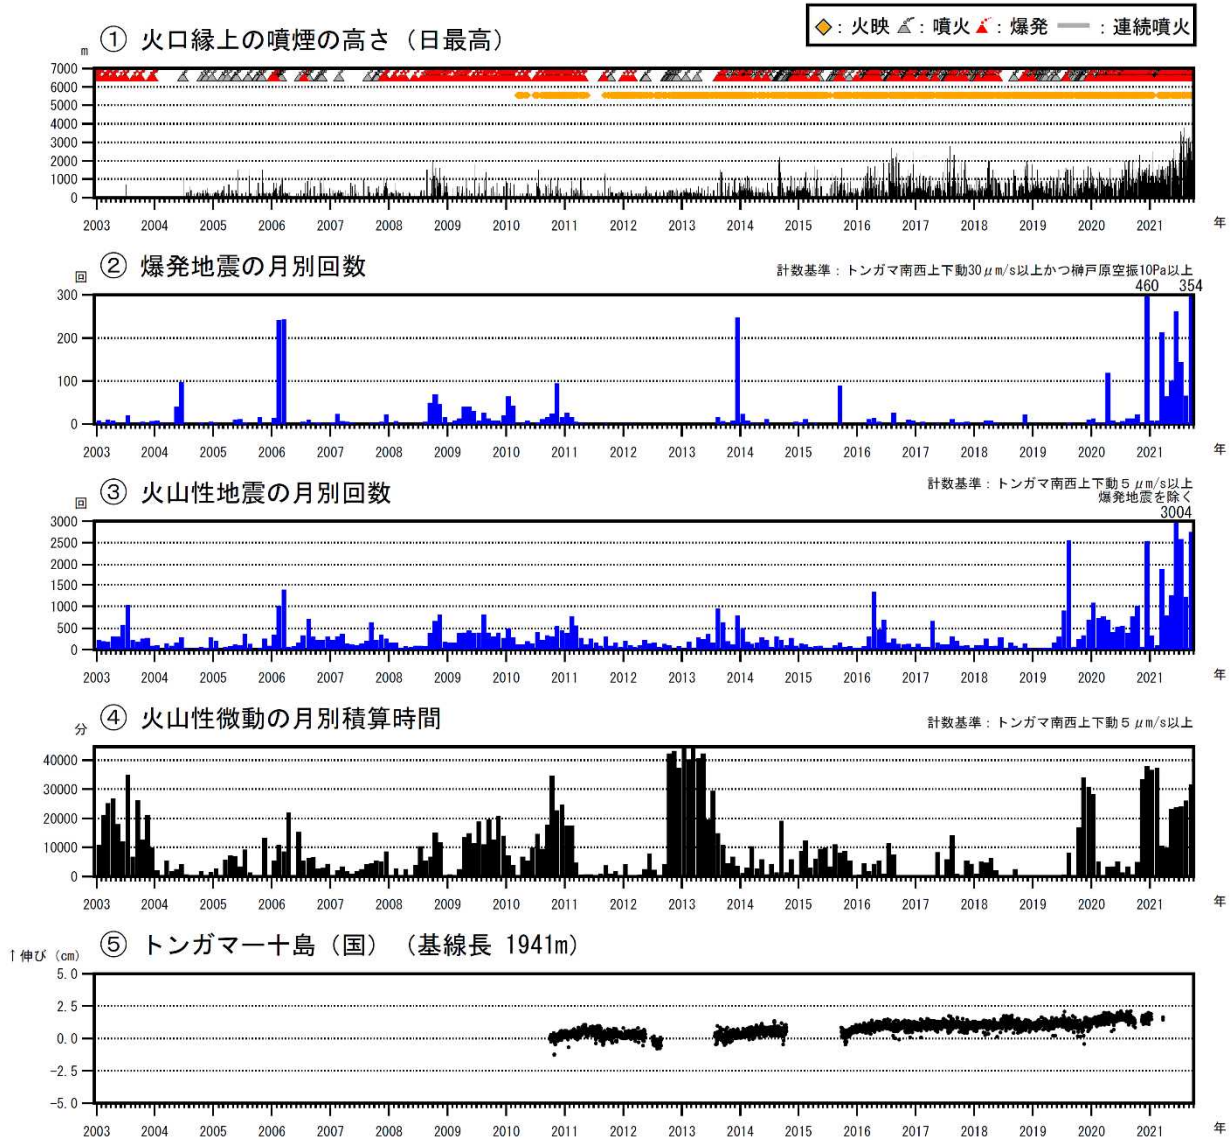 ◇：火映 ：噴火 ：爆発 ：連続噴火
① 火口縁上の噴煙の高さ（日最高）
m
7000
6000
5000
4000
3000
2000
1000
0
2003 2004 2005 2006 2007 2008 2009 2010 2011 2012 2013 2014 2015 2016 2017 2018 2019 2020 2021 年
② 爆発地震の月別回数
計数基準：トンガマ南西上下動30μm/s以上かつ榊戸原空振10Pa以上
回
460 354
300
200
100
0
2003 2004 2005 2006 2007 2008 2009 2010 2011 2012 2013 2014 2015 2016 2017 2018 2019 2020 2021 年
③ 火山性地震の月別回数
計数基準：トンガマ南西上下動５μm/s以上
爆発地震を除く
回
3004
3000
2500
2000
1500
1000
500
0
2003 2004 2005 2006 2007 2008 2009 2010 2011 2012 2013 2014 2015 2016 2017 2018 2019 2020 2021 年
④ 火山性微動の月別積算時間
計数基準：トンガマ南西上下動５μm/s以上
分
40000
30000
20000
10000
0
2003 2004 2005 2006 2007 2008 2009 2010 2011 2012 2013 2014 2015 2016 2017 2018 2019 2020 2021 年
⑤ トンガマー十島（国）（基線長 1941m）
↑伸び（cm）
5.0
2.5
0.0
-2.5
-5.0
2003 2004 2005 2006 2007 2008 2009 2010 2011 2012 2013 2014 2015 2016 2017 2018 2019 2020 2021 年